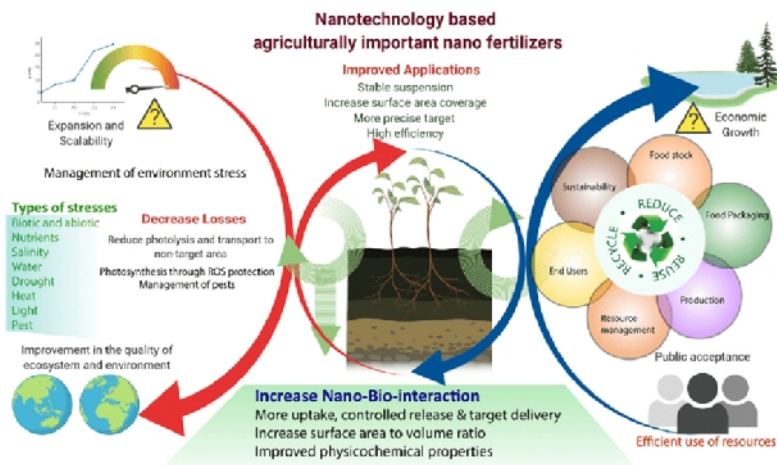 Nanotechnology based
agriculturally important nano fertilizers
Improved Applications
Stable suspension
Increase surface area coverage
More precise target
High efficiency
Expansion and
Scalability
?
Management of environment stress
Types of stresses
Biotic and abiotic
Nutrients
Salinity
Water
Drought
Heat
Light
Pest
Decrease Losses
Reduce photolysis and transport to
non-target area
Photosynthesis through ROS protection
Management of pests
Improvement in the quality of
ecosystem and environment
Increase Nano-Bio-interaction
More uptake, controlled release & target delivery
Increase surface area to volume ratio
Improved physicochemical properties
?
Economic
Growth
Food stock
Sustainability
Food Packaging
End Users
Production
Resource
management
REDUCE
REUSE
RECYCLE
Public acceptance
Efficient use of resources